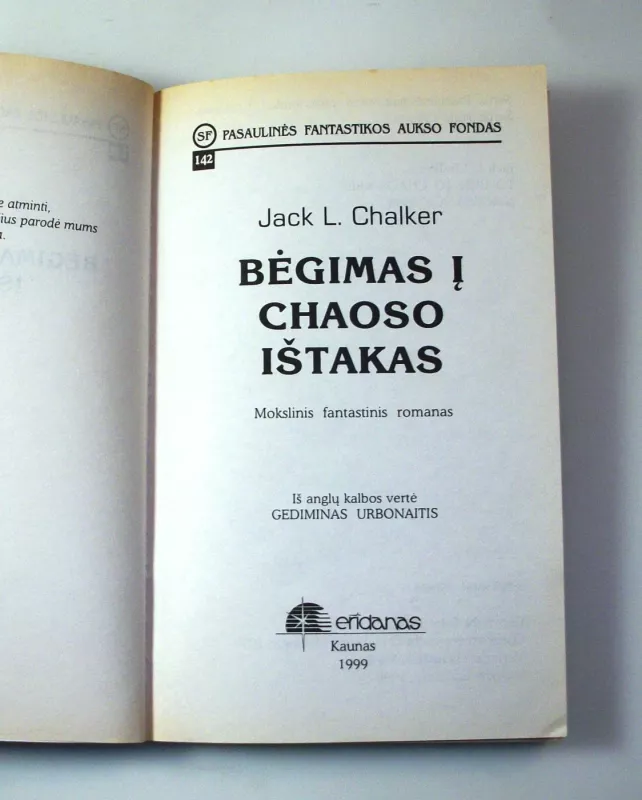 e atminti,
ius parodė mums
SF PASAULINĖS FANTASTIKOS AUKSO FONDAS
142
Jack L. Chalker
BĖGIMAS Į
CHAOSO
IŠTAKAS
Mokslinis fantastinis romanas
Iš anglų kalbos vertė
GEDIMINAS URBONAITIS
eridanas
Kaunas
1999